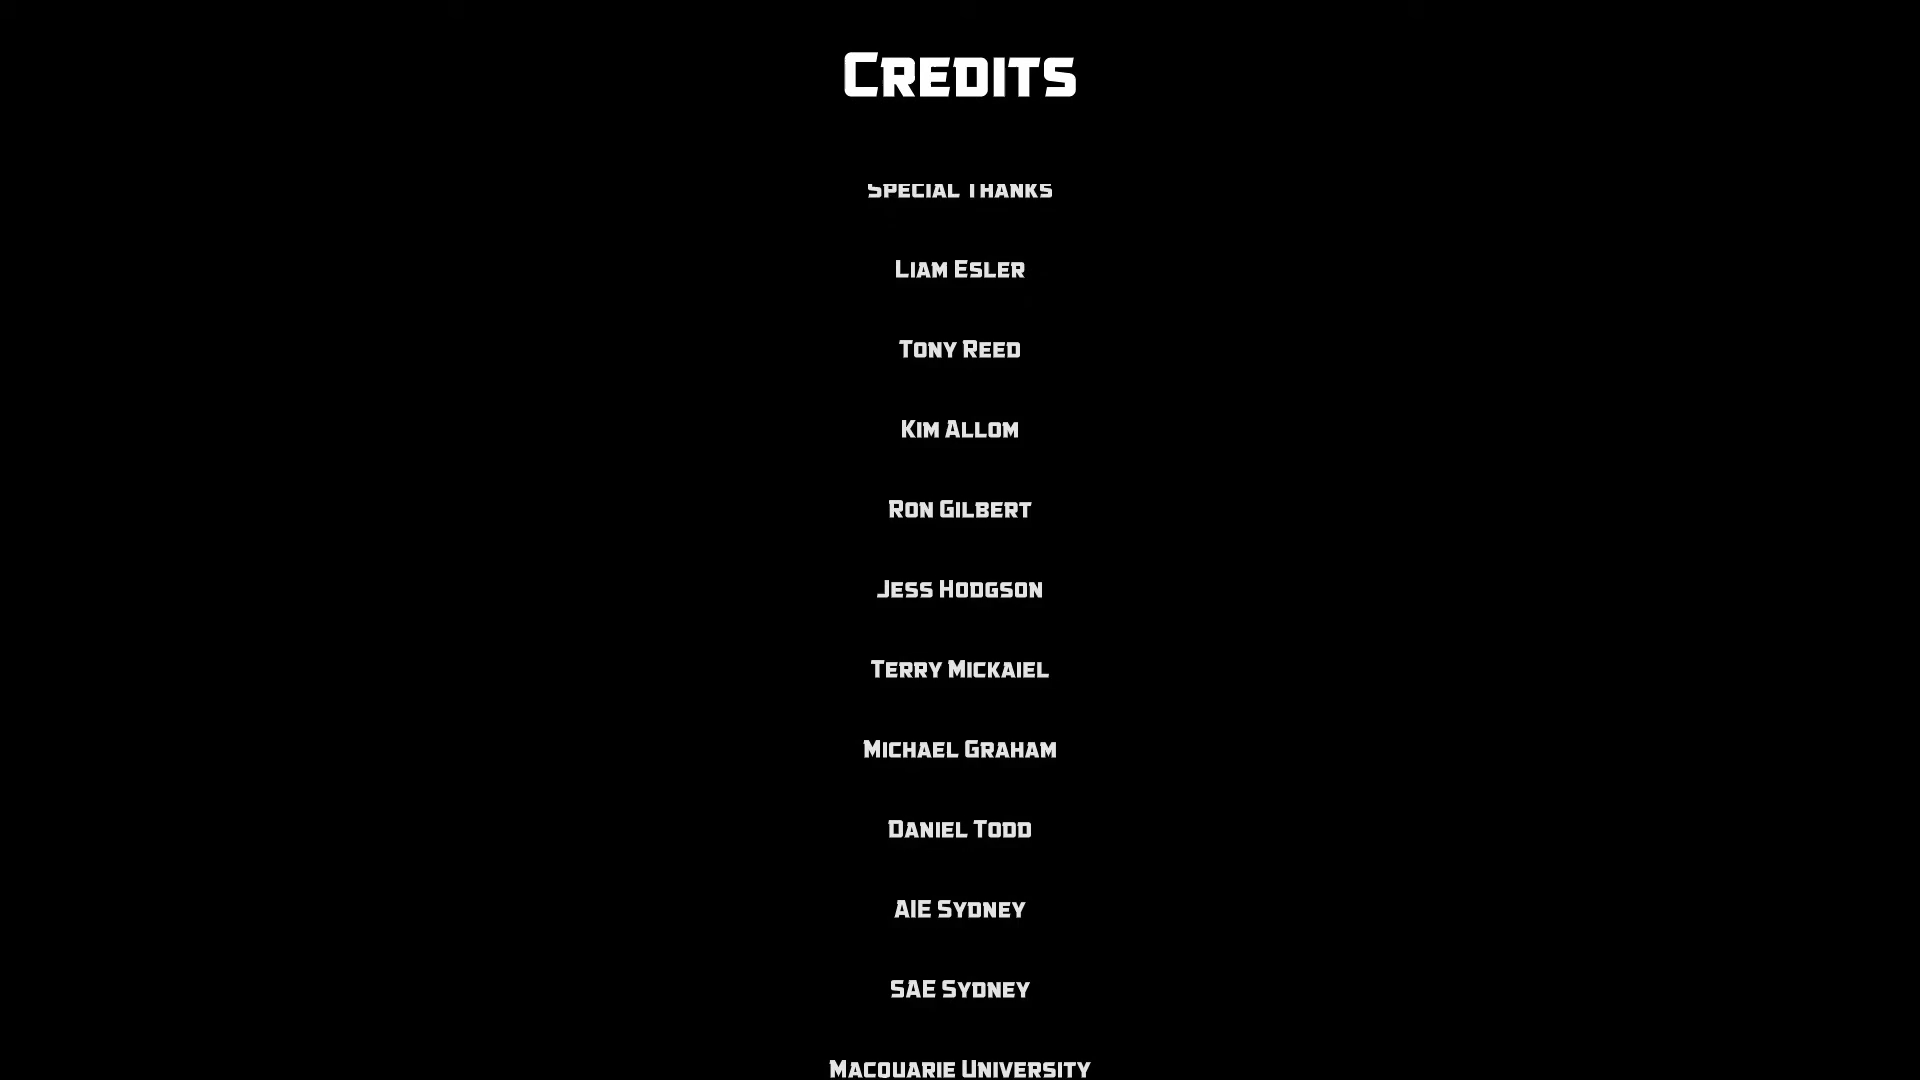 Credits
Special Thanks
Liam Esler
Tony Reed
Kim Allom
Ron Gilbert
Jess Hodgson
Terry Mickaiel
Michael Graham
Daniel Todd
AIE Sydney
SAE Sydney
Macquarie University